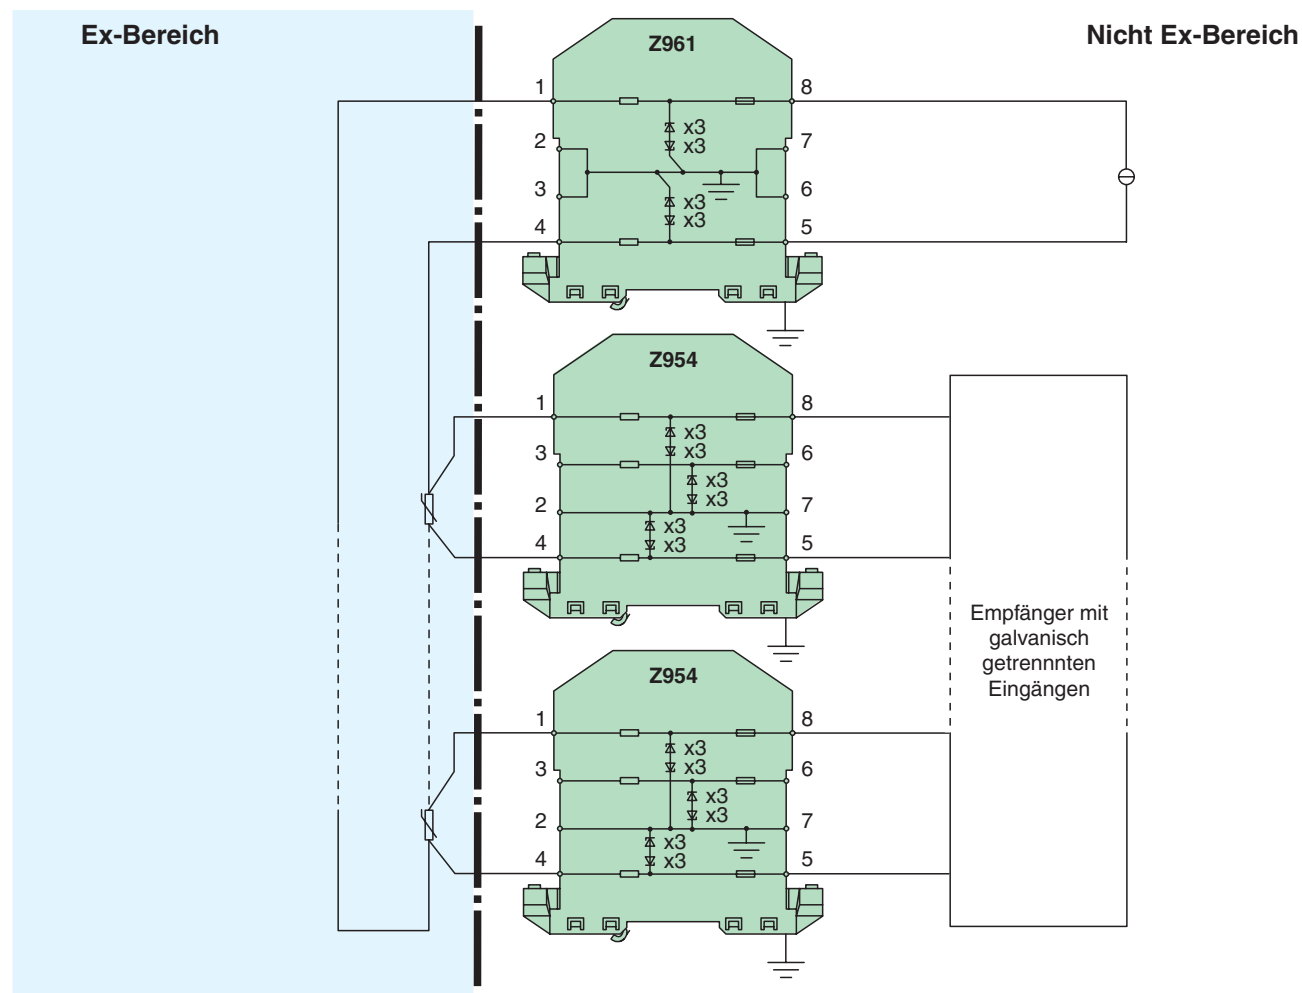 Ex-Bereich
Nicht Ex-Bereich
Z961
1
8
x3
x3
2
7
3
6
x3
x3
4
5
Z954
1
8
x3
x3
3
6
x3
x3
2
7
x3
x3
4
5
Empfänger mit
galvanisch
getrennnten
Eingängen
Z954
1
8
x3
x3
3
6
x3
x3
2
7
x3
x3
4
5